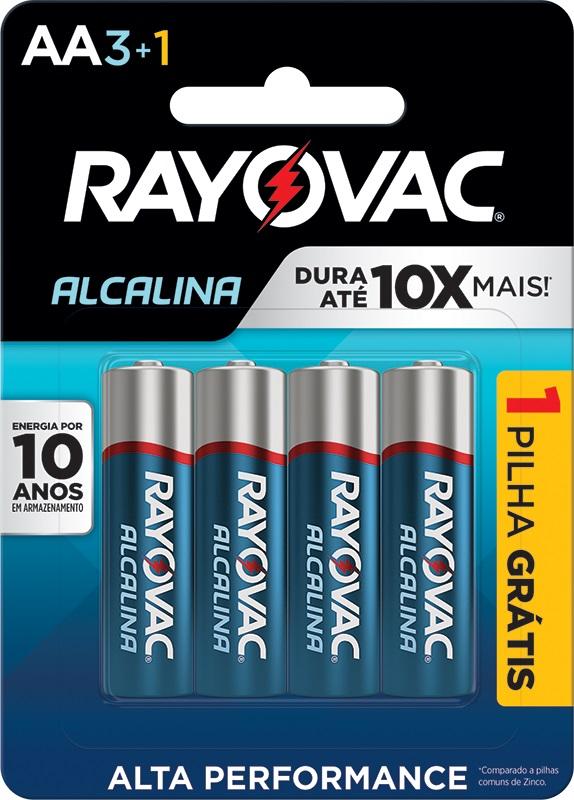 AA3+1
RAYOVAC®
ALCALINA
DURA
ATÉ 10X MAIS!*
ENERGIA POR
10
ANOS
EM ARMAZENAMENTO
RAYOVAC®
ALCALINA
RAYOVAC®
ALCALINA
RAYOVAC®
ALCALINA
RAYOVAC®
ALCALINA
1 PILHA GRÁTIS
ALTA PERFORMANCE
*Comparado a pilhas
comuns de Zinco.